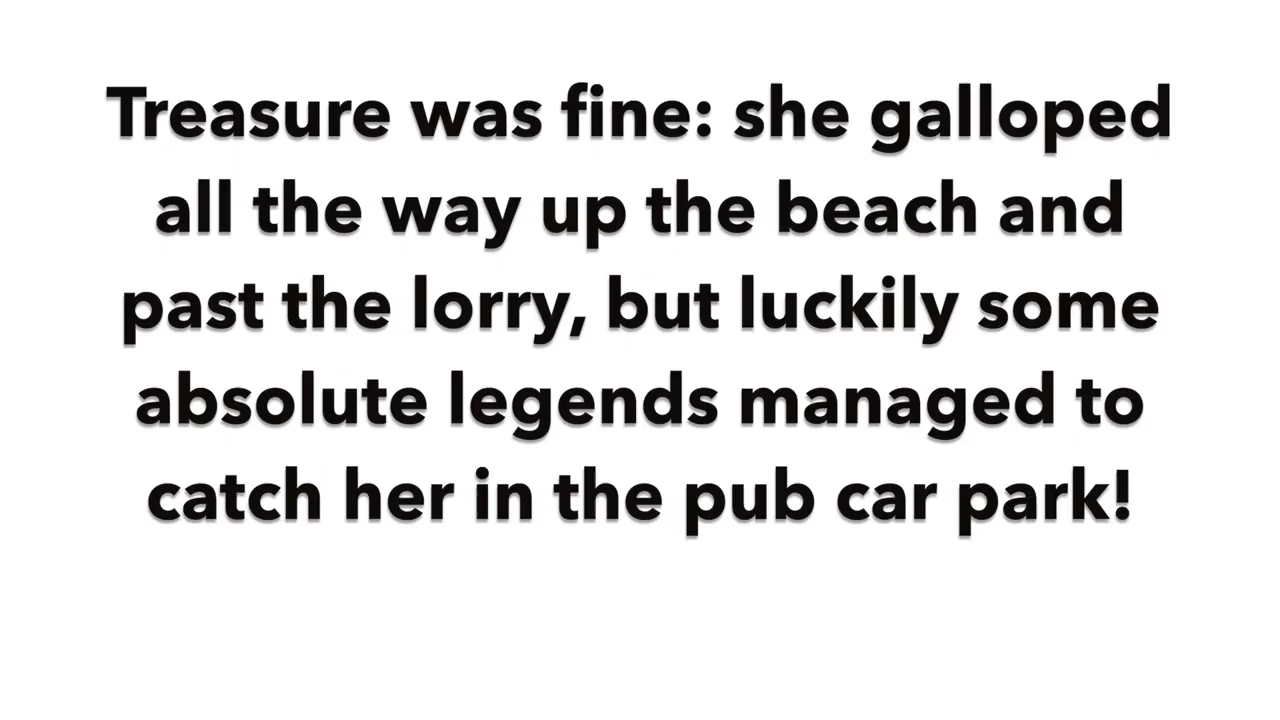 Treasure was fine: she galloped
all the way up the beach and
past the lorry, but luckily some
absolute legends managed to
catch her in the pub car park!